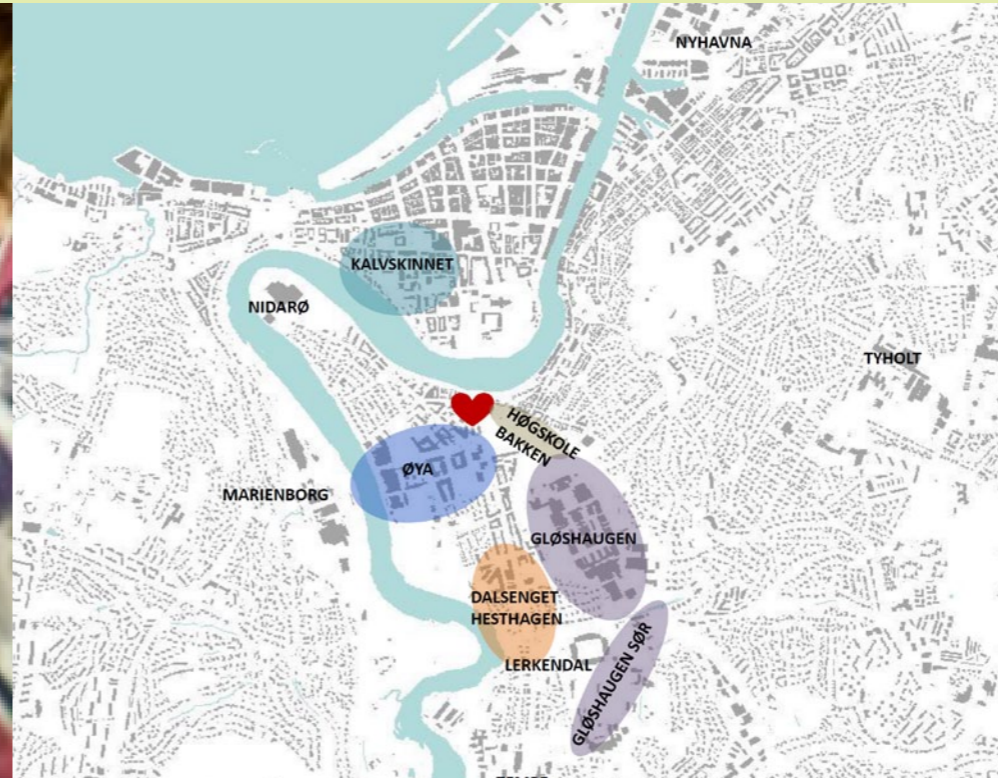 NYHAVNA
KALVSKINNET
NIDARØ
TYHOLT
HØGSKOLE
BAKKEN
ØYA
MARIENBORG
GLØSHAUGEN
DALSENGET
HESTHAGEN
LERKENDAL
GLØSHAUGEN SØR